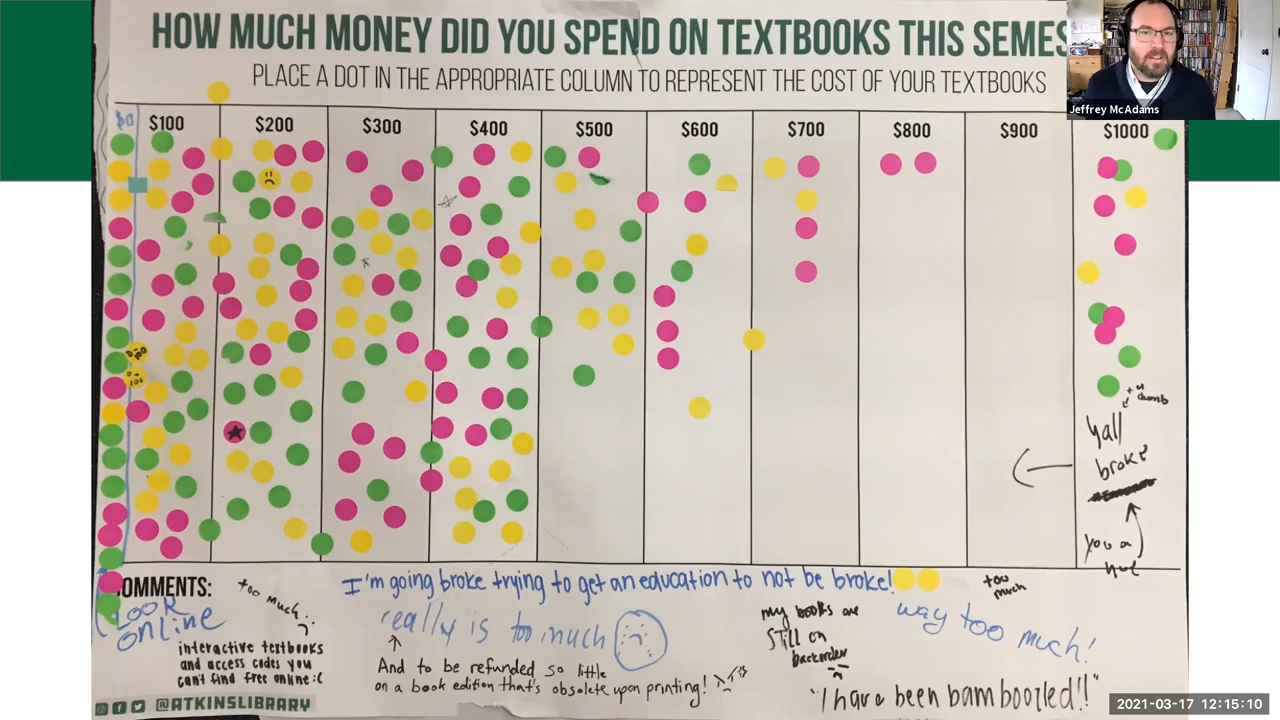 HOW MUCH MONEY DID YOU SPEND ON TEXTBOOKS THIS SEMES
PLACE A DOT IN THE APPROPRIATE COLUMN TO REPRESENT THE COST OF YOUR TEXTBOOKS
Jeffrey McAdams
$0 $100 $200 $300 $400 $500 $600 $700 $800 $900 $1000
yall
broke
you a
OMMENTS:
LOOK
online
too much..
interactive textbooks
and access codes you
can't find free online :(
I'm going broke trying to get an education to not be broke!
really is too much
And to be refunded so little
on a book edition that's obsolete upon printing!
my books are
STill on
backorder
too
much
way too much!
"I have been bamboozled!!"
@ATKINSLIBRARY
2021-03-17 12:15:10